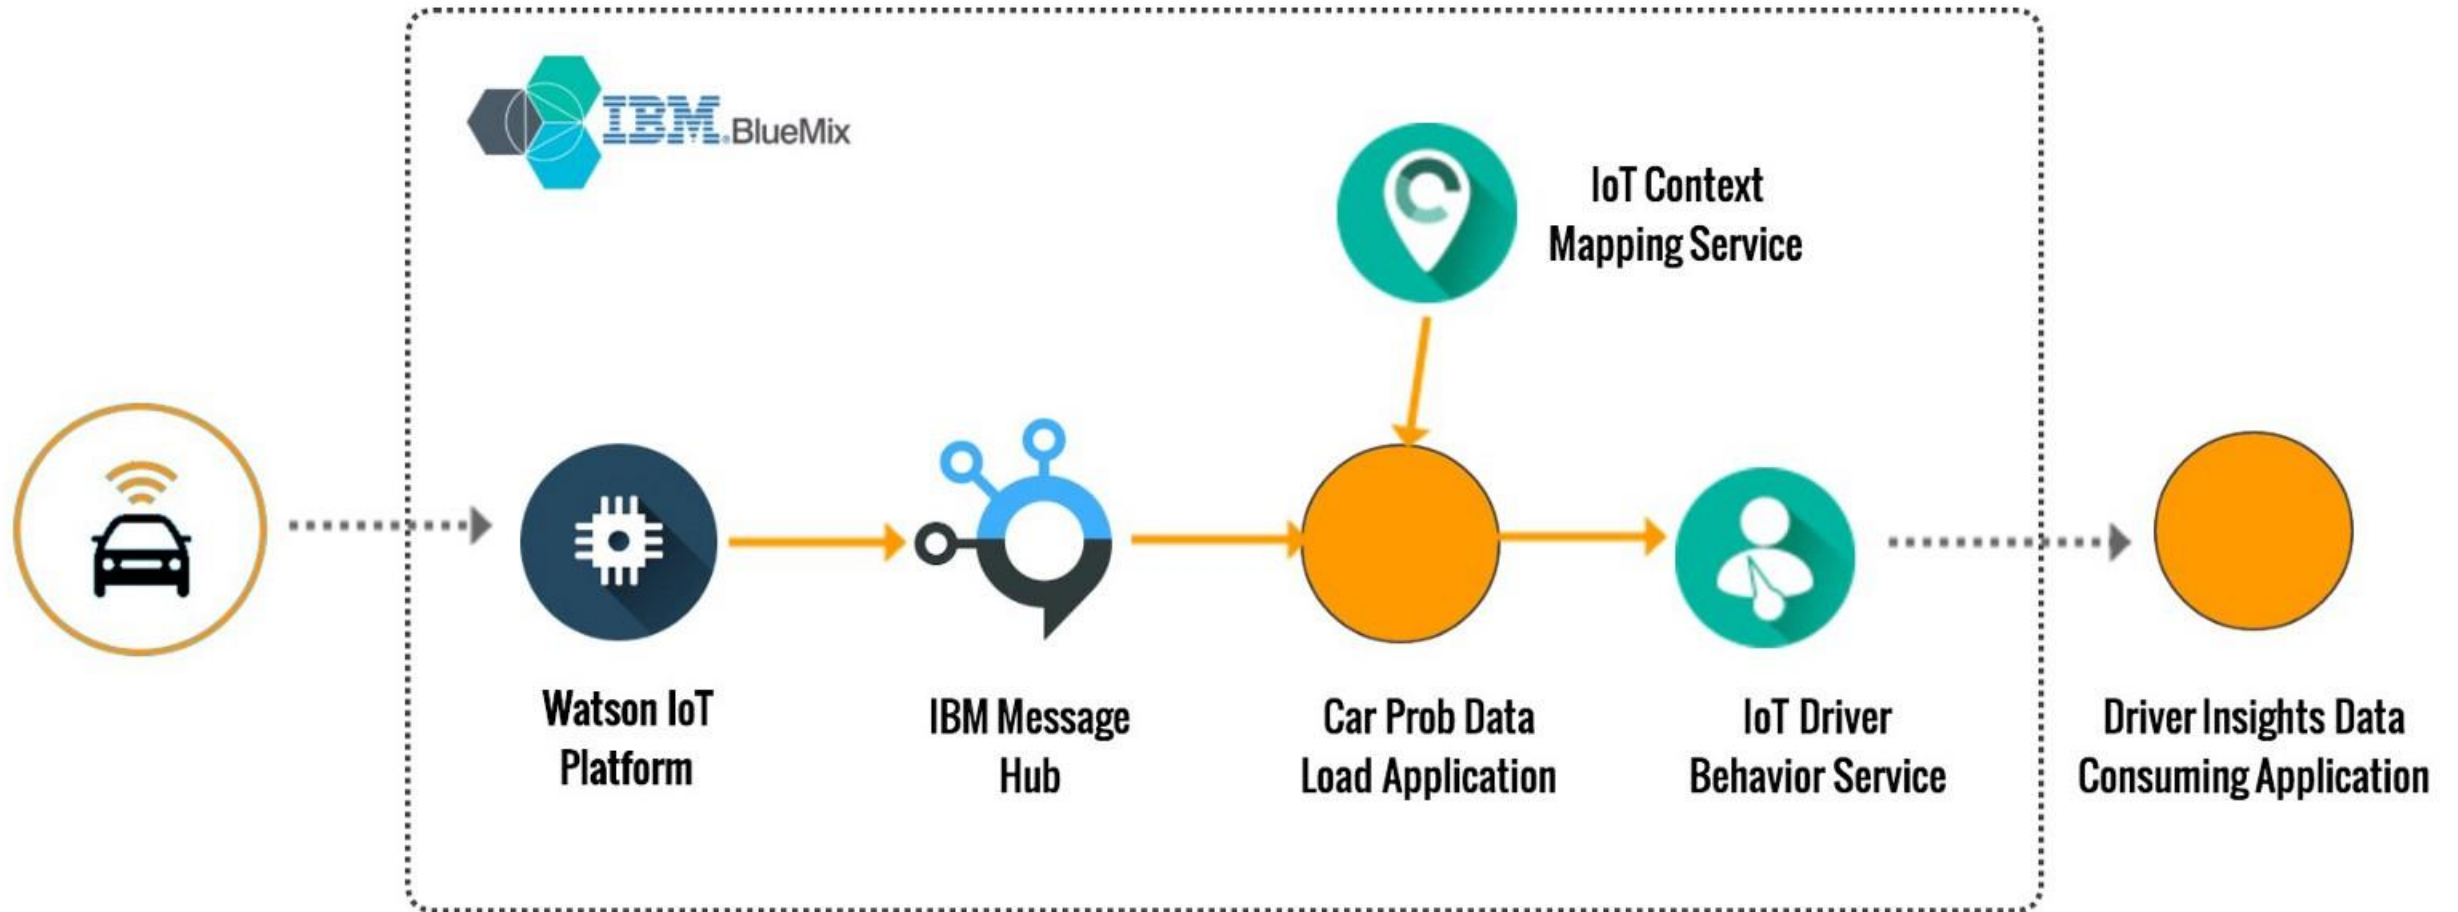 IBM. BlueMix
IoT Context
Mapping Service
Watson IoT
Platform
IBM Message
Hub
Car Prob Data
Load Application
IoT Driver
Behavior Service
Driver Insights Data
Consuming Application